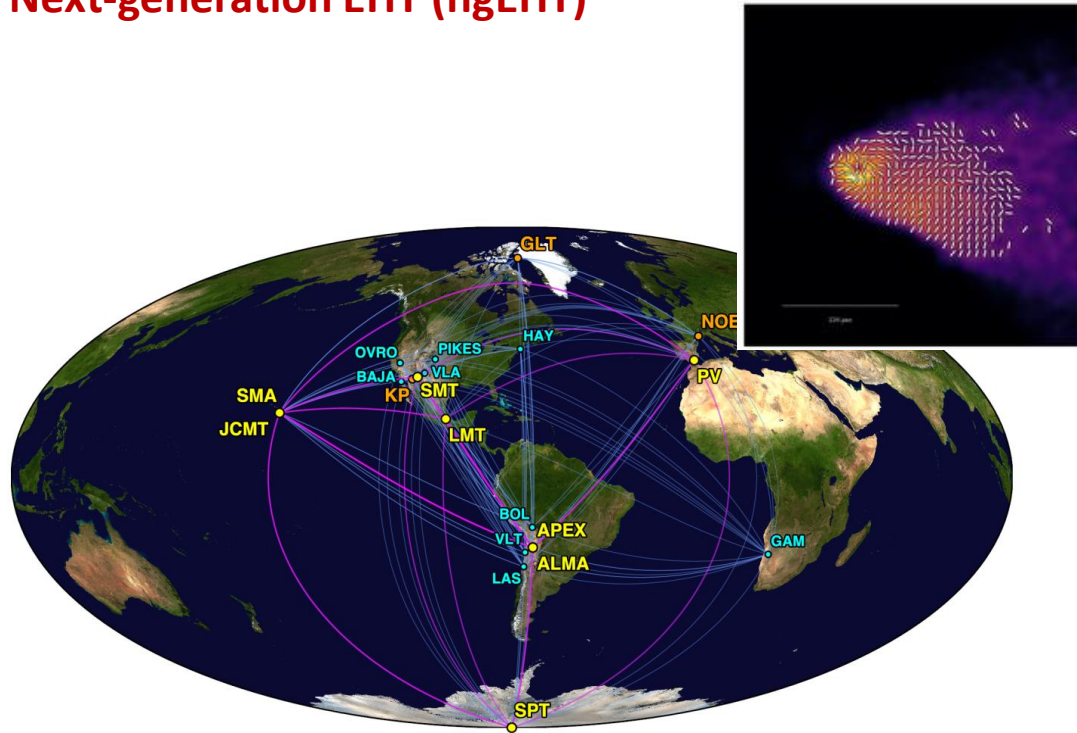 Next-generation EHT (ngEHT)
GLT
NOE
HAY
OVRO
PIKES
BAJA
VLA
PV
KP
SMT
SMA
JCMT
LMT
BOL
APEX
VLT
GAM
ALMA
LAS
SPT